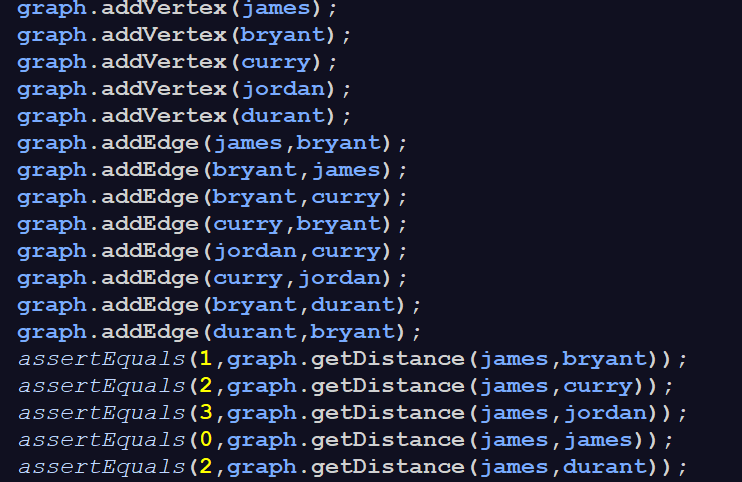 graph.addVertex(james);
graph.addVertex(bryant);
graph.addVertex(curry);
graph.addVertex(jordan);
graph.addVertex(durant);
graph.addEdge(james,bryant);
graph.addEdge(bryant,james);
graph.addEdge(bryant,curry);
graph.addEdge(curry,bryant);
graph.addEdge(jordan,curry);
graph.addEdge(curry,jordan);
graph.addEdge(bryant,durant);
graph.addEdge(durant,bryant);
assertEquals(1,graph.getDistance(james,bryant));
assertEquals(2,graph.getDistance(james,curry));
assertEquals(3,graph.getDistance(james,jordan));
assertEquals(0,graph.getDistance(james,james));
assertEquals(2,graph.getDistance(james,durant));